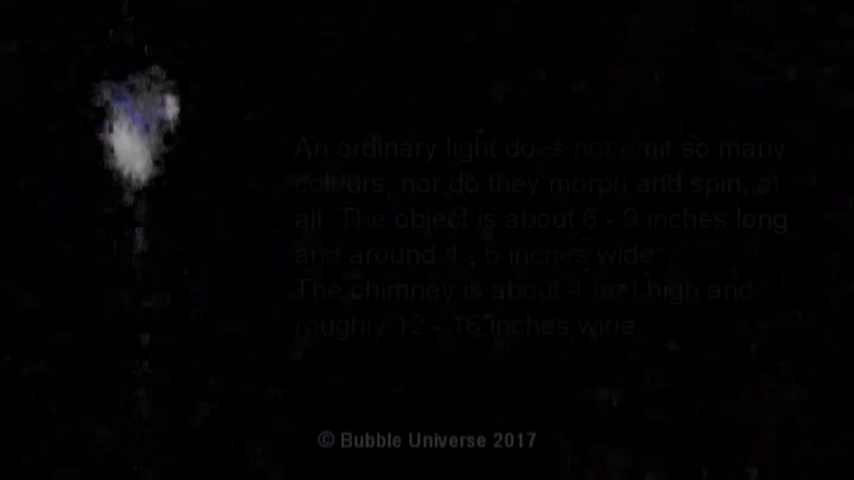 An ordinary light does not emit so many
colours, nor do they morph and spin, at
all. The object is about 6 - 9 inches long
and around 4 - 6 inches wide.
The chimney is about 4 feet high and
roughly 12 - 16 inches wide.
© Bubble Universe 2017